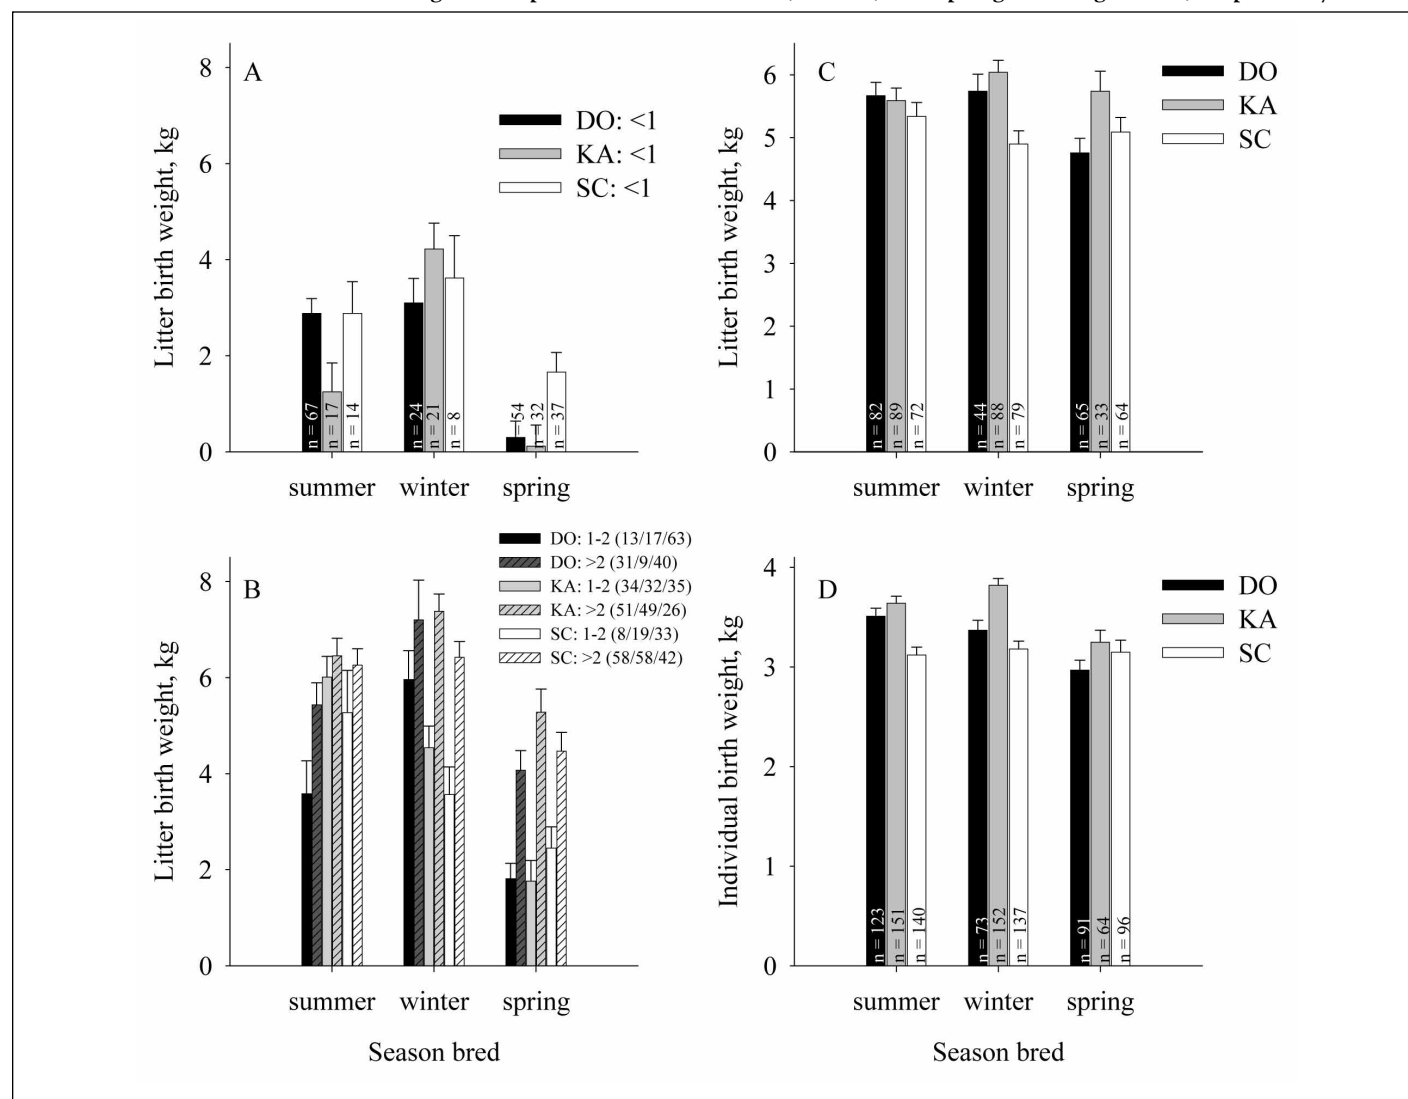 A
8
6
4
2
0
Litter birth weight, kg
DO: <1
KA: <1
SC: <1
n = 67
n = 17
n = 14
n = 24
n = 21
n = 8
n = 54
n = 32
n = 37
summer winter spring
C
6
5
4
3
2
1
0
Litter birth weight, kg
DO
KA
SC
n = 82
n = 89
n = 72
n = 44
n = 88
n = 79
n = 65
n = 33
n = 64
summer winter spring
B
8
6
4
2
0
Litter birth weight, kg
DO: 1-2 (13/17/63)
DO: >2 (31/9/40)
KA: 1-2 (34/32/35)
KA: >2 (51/49/26)
SC: 1-2 (8/19/33)
SC: >2 (58/58/42)
summer winter spring
Season bred
D
4
3
2
1
0
Individual birth weight, kg
DO
KA
SC
n = 123
n = 151
n = 140
n = 73
n = 152
n = 137
n = 91
n = 64
n = 96
summer winter spring
Season bred